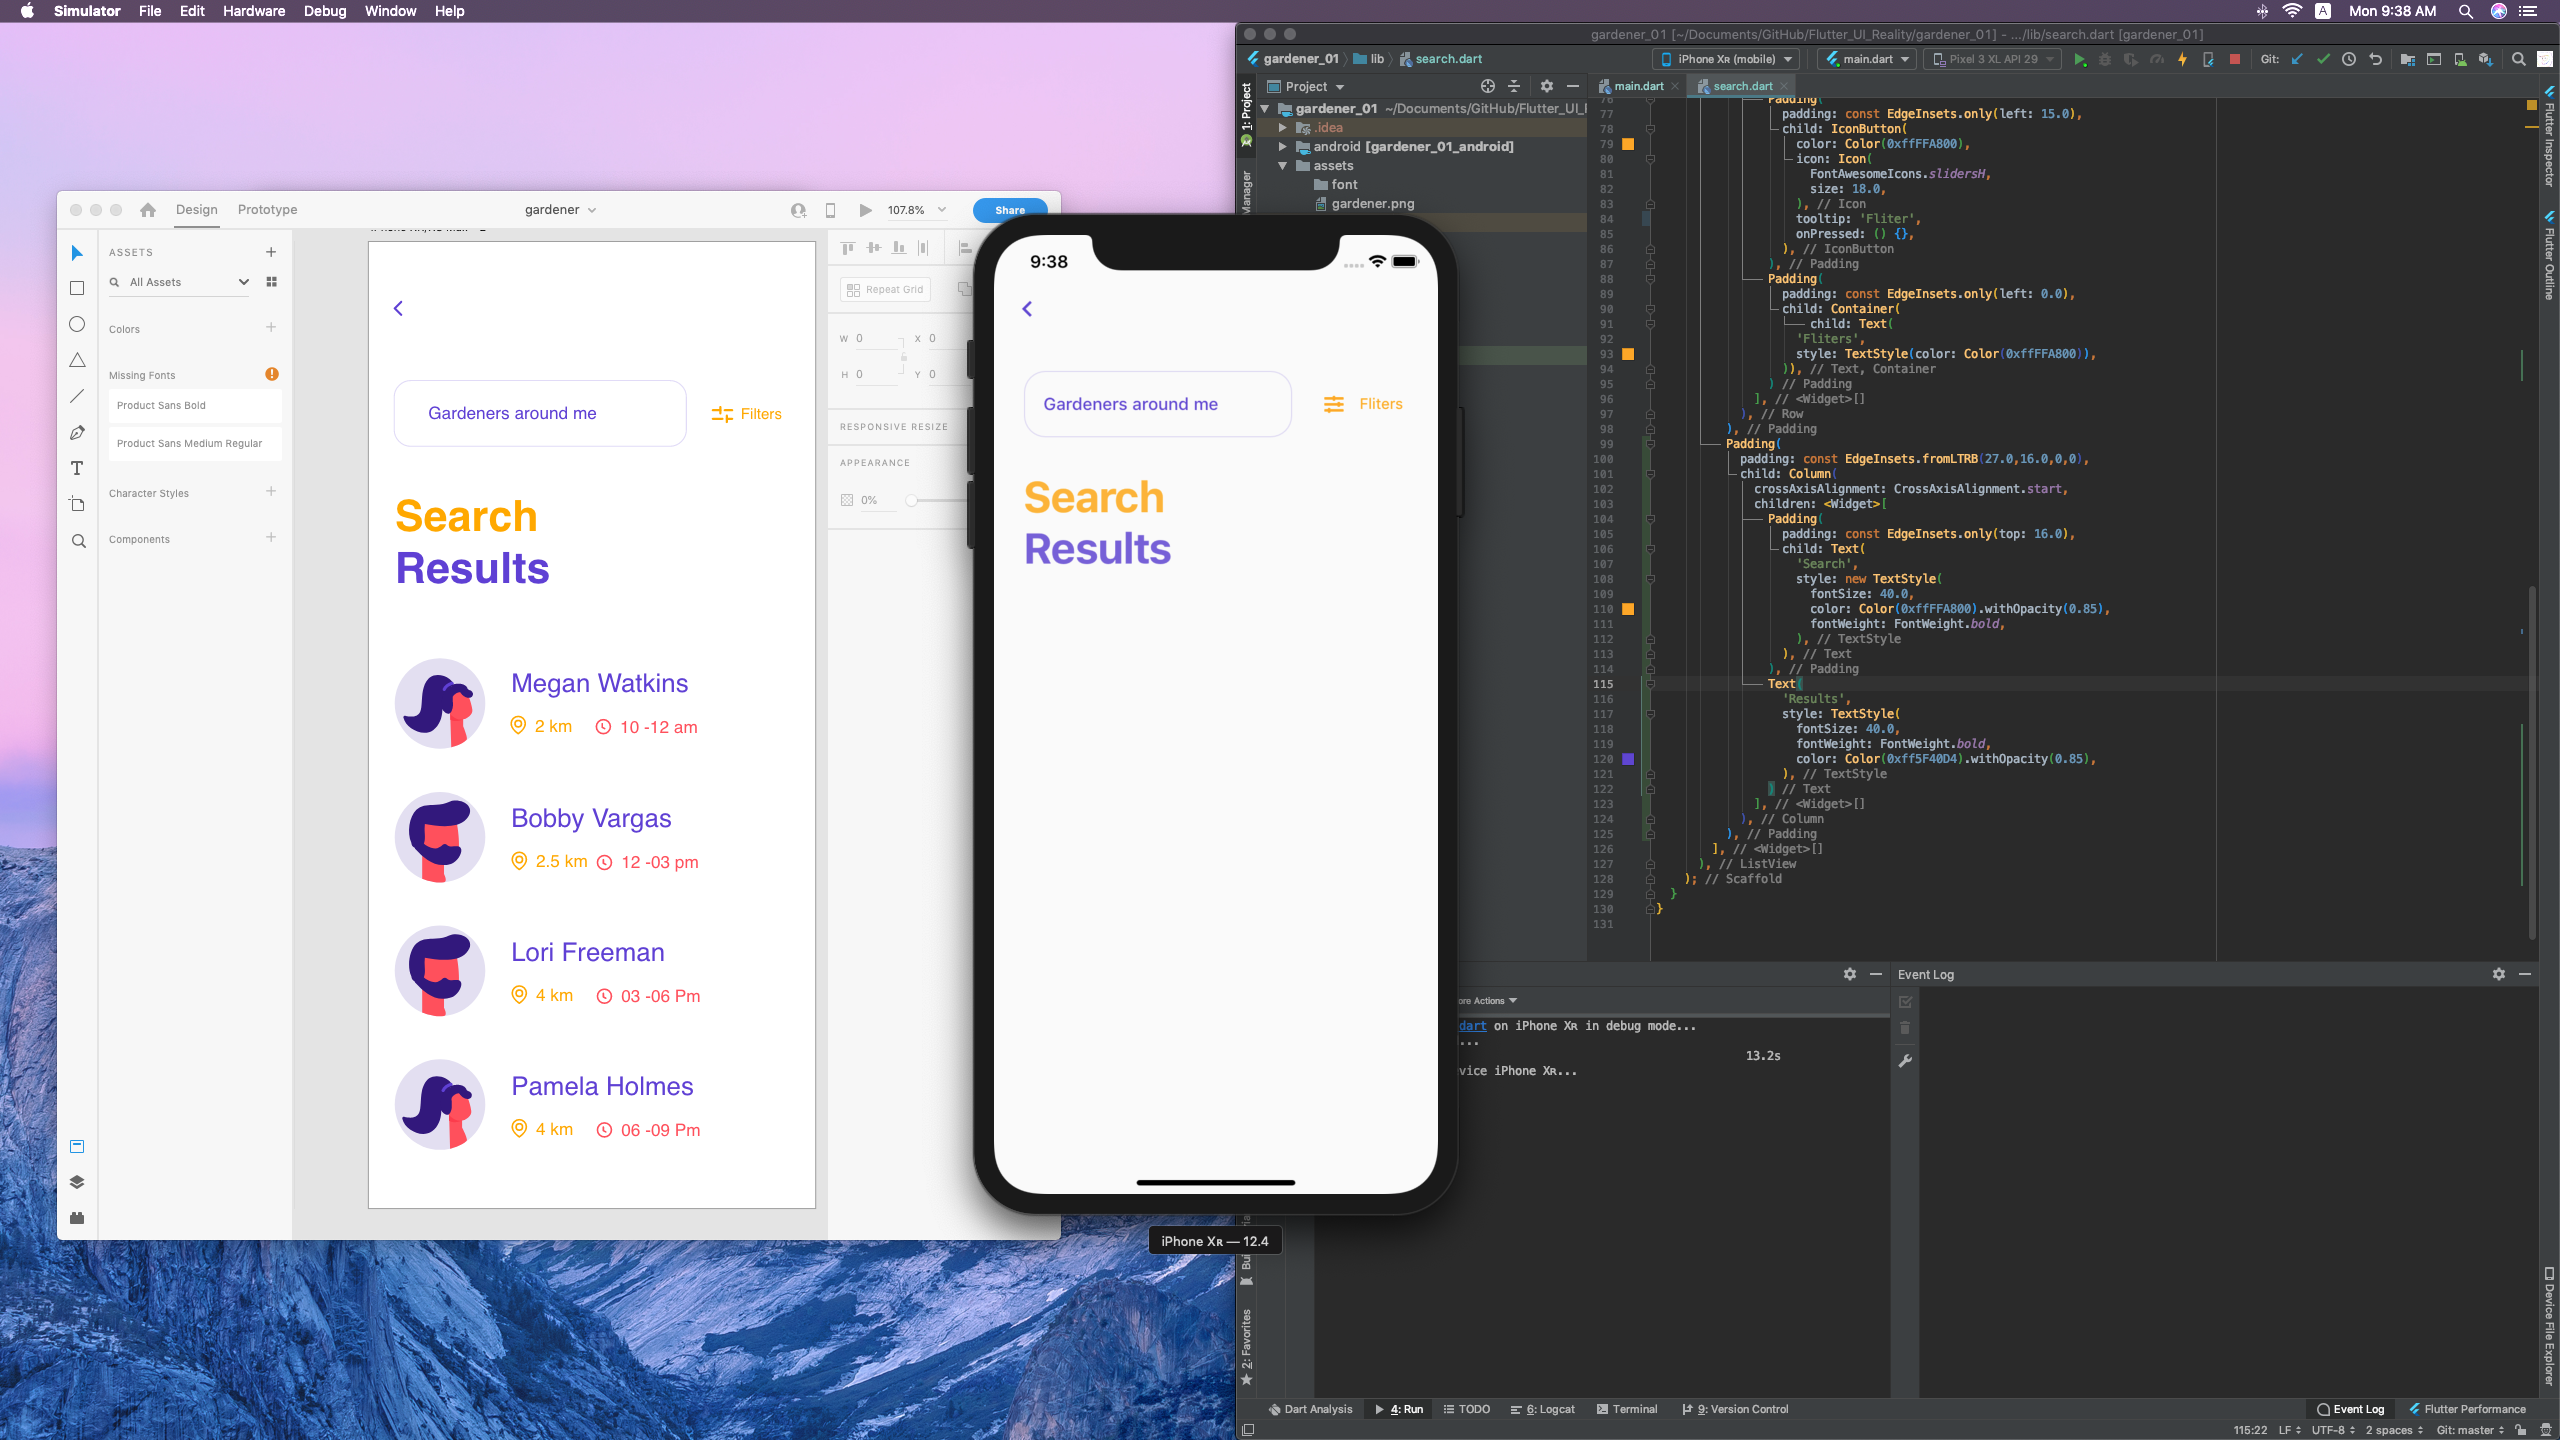 Simulator File Edit Hardware Debug Window Help
Mon 9:38 AM
Design Prototype
gardener
107.8%
Share
ASSETS
All Assets
Colors
Missing Fonts
Product Sans Bold
Product Sans Medium Regular
Character Styles
Components
Gardeners around me
Filters
Search
Results
Megan Watkins
2 km
10 -12 am
Bobby Vargas
2.5 km
12 -03 pm
Lori Freeman
4 km
03 -06 Pm
Pamela Holmes
4 km
06 -09 Pm
Repeat Grid
W 0 X 0
H 0 Y 0
RESPONSIVE RESIZE
APPEARANCE
0%
9:38
Gardeners around me
Fliters
Search
Results
iPhone Xʀ — 12.4
gardener_01 [~/Documents/GitHub/Flutter_UI_Reality/gardener_01] - .../lib/search.dart [gardener_01]
gardener_01 lib search.dart
iPhone Xʀ (mobile)
main.dart
Pixel 3 XL API 29
Git:
1: Project
Manager
Project
gardener_01 ~/Documents/GitHub/Flutter_UI_
.idea
android [gardener_01_android]
assets
font
gardener.png
main.dart
search.dart
76 Padding(
77 padding: const EdgeInsets.only(left: 15.0),
78 child: IconButton(
79 color: Color(0xffFFA800),
80 icon: Icon(
81 FontAwesomeIcons.slidersH,
82 size: 18.0,
83 ), // Icon
84 tooltip: 'Fliter',
85 onPressed: () {},
86 ), // IconButton
87 ), // Padding
88 Padding(
89 padding: const EdgeInsets.only(left: 0.0),
90 child: Container(
91 child: Text(
92 'Fliters',
93 style: TextStyle(color: Color(0xffFFA800)),
94 )), // Text, Container
95 ) // Padding
96 ], // <Widget>[]
97 ), // Row
98 ), // Padding
99 Padding(
100 padding: const EdgeInsets.fromLTRB(27.0,16.0,0,0),
101 child: Column(
102 crossAxisAlignment: CrossAxisAlignment.start,
103 children: <Widget>[
104 Padding(
105 padding: const EdgeInsets.only(top: 16.0),
106 child: Text(
107 'Search',
108 style: new TextStyle(
109 fontSize: 40.0,
110 color: Color(0xffFFA800).withOpacity(0.85),
111 fontWeight: FontWeight.bold,
112 ), // TextStyle
113 ), // Text
114 ), // Padding
115 Text(
116 'Results',
117 style: TextStyle(
118 fontSize: 40.0,
119 fontWeight: FontWeight.bold,
120 color: Color(0xff5F40D4).withOpacity(0.85),
121 ), // TextStyle
122 ) // Text
123 ], // <Widget>[]
124 ), // Column
125 ), // Padding
126 ], // <Widget>[]
127 ), // ListView
128 ); // Scaffold
129 }
130 }
131
Flutter Inspector
Flutter Outline
Device File Explorer
ore Actions
dart on iPhone Xʀ in debug mode...
...
13.2s
vice iPhone Xʀ...
Event Log
2: Favorites
Dart Analysis 4: Run TODO 6: Logcat Terminal 9: Version Control
Event Log Flutter Performance
115:22 LF UTF-8 2 spaces Git: master